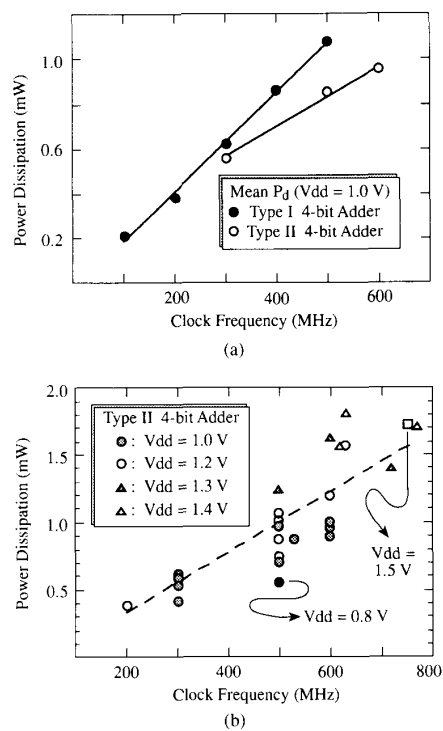 1.0
0.6
0.2
Power Dissipation (mW)
Mean Pd (Vdd = 1.0 V)
Type I 4-bit Adder
Type II 4-bit Adder
200 400 600
Clock Frequency (MHz)
(a)
2.0
1.5
1.0
0.5
Power Dissipation (mW)
Type II 4-bit Adder
: Vdd = 1.0 V
: Vdd = 1.2 V
: Vdd = 1.3 V
: Vdd = 1.4 V
Vdd =
1.5 V
Vdd = 0.8 V
200 400 600 800
Clock Frequency (MHz)
(b)